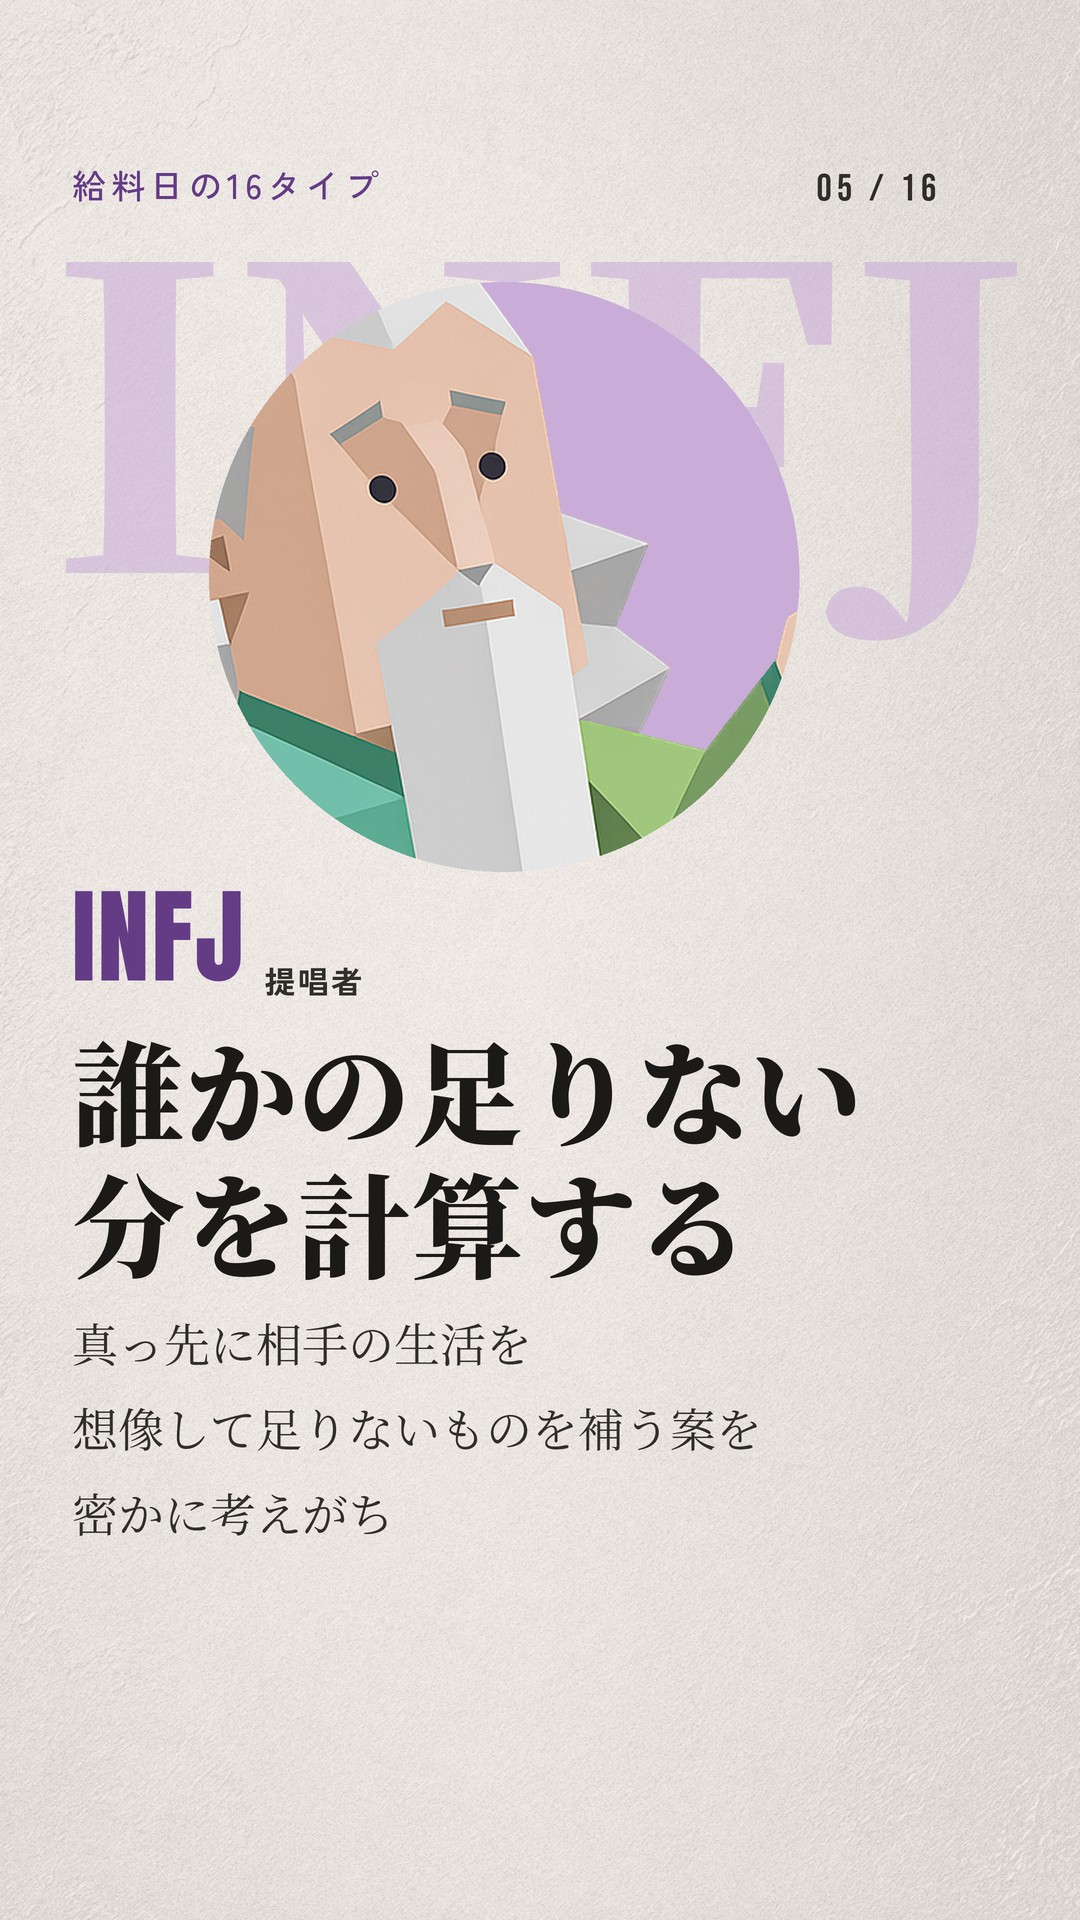 給料日の16タイプ
05 / 16
INFJ
INFJ
提唱者
誰かの足りない
分を計算する
真っ先に相手の生活を
想像して足りないものを補う案を
密かに考えがち